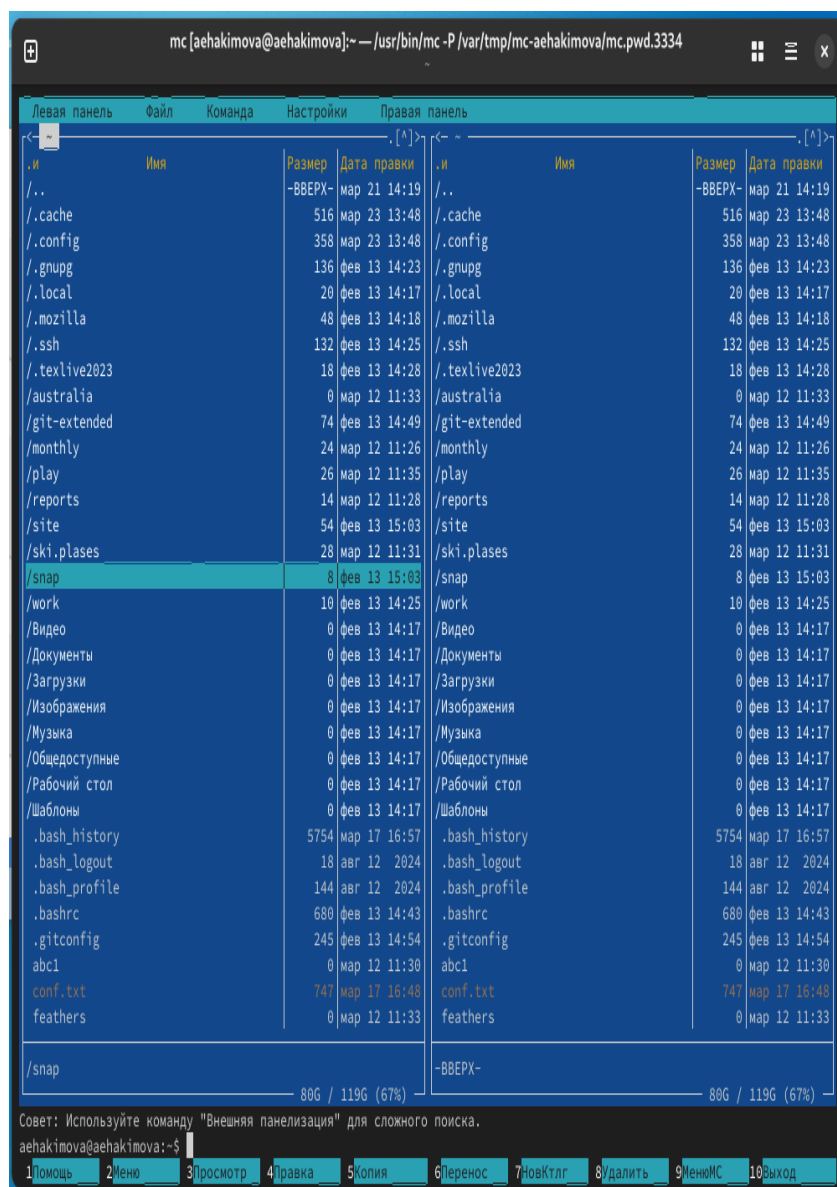 mc [aehakimova@aehakimova]:~ — /usr/bin/mc -P /var/tmp/mc-aehakimova/mc.pwd.3334
~
Левая панель Файл Команда Настройки Правая панель
<- ~ .[^]> <- ~ .[^]>
.и Имя Размер Дата правки .и Имя Размер Дата правки
/.. -ВВЕРХ- мар 21 14:19 /.. -ВВЕРХ- мар 21 14:19
/.cache 516 мар 23 13:48 /.cache 516 мар 23 13:48
/.config 358 мар 23 13:48 /.config 358 мар 23 13:48
/.gnupg 136 фев 13 14:23 /.gnupg 136 фев 13 14:23
/.local 20 фев 13 14:17 /.local 20 фев 13 14:17
/.mozilla 48 фев 13 14:18 /.mozilla 48 фев 13 14:18
/.ssh 132 фев 13 14:25 /.ssh 132 фев 13 14:25
/.texlive2023 18 фев 13 14:28 /.texlive2023 18 фев 13 14:28
/australia 0 мар 12 11:33 /australia 0 мар 12 11:33
/git-extended 74 фев 13 14:49 /git-extended 74 фев 13 14:49
/monthly 24 мар 12 11:26 /monthly 24 мар 12 11:26
/play 26 мар 12 11:35 /play 26 мар 12 11:35
/reports 14 мар 12 11:28 /reports 14 мар 12 11:28
/site 54 фев 13 15:03 /site 54 фев 13 15:03
/ski.plases 28 мар 12 11:31 /ski.plases 28 мар 12 11:31
/snap 8 фев 13 15:03 /snap 8 фев 13 15:03
/work 10 фев 13 14:25 /work 10 фев 13 14:25
/Видео 0 фев 13 14:17 /Видео 0 фев 13 14:17
/Документы 0 фев 13 14:17 /Документы 0 фев 13 14:17
/Загрузки 0 фев 13 14:17 /Загрузки 0 фев 13 14:17
/Изображения 0 фев 13 14:17 /Изображения 0 фев 13 14:17
/Музыка 0 фев 13 14:17 /Музыка 0 фев 13 14:17
/Общедоступные 0 фев 13 14:17 /Общедоступные 0 фев 13 14:17
/Рабочий стол 0 фев 13 14:17 /Рабочий стол 0 фев 13 14:17
/Шаблоны 0 фев 13 14:17 /Шаблоны 0 фев 13 14:17
.bash_history 5754 мар 17 16:57 .bash_history 5754 мар 17 16:57
.bash_logout 18 авг 12 2024 .bash_logout 18 авг 12 2024
.bash_profile 144 авг 12 2024 .bash_profile 144 авг 12 2024
.bashrc 680 фев 13 14:43 .bashrc 680 фев 13 14:43
.gitconfig 245 фев 13 14:54 .gitconfig 245 фев 13 14:54
abc1 0 мар 12 11:30 abc1 0 мар 12 11:30
conf.txt 747 мар 17 16:48 conf.txt 747 мар 17 16:48
feathers 0 мар 12 11:33 feathers 0 мар 12 11:33
/snap -ВВЕРХ-
80G / 119G (67%) 80G / 119G (67%)
Совет: Используйте команду "Внешняя панелизация" для сложного поиска.
aehakimova@aehakimova:~$
1Помощь 2Меню 3Просмотр 4Правка 5Копия 6Перенос 7НовКтлг 8Удалить 9МенюМС 10Выход